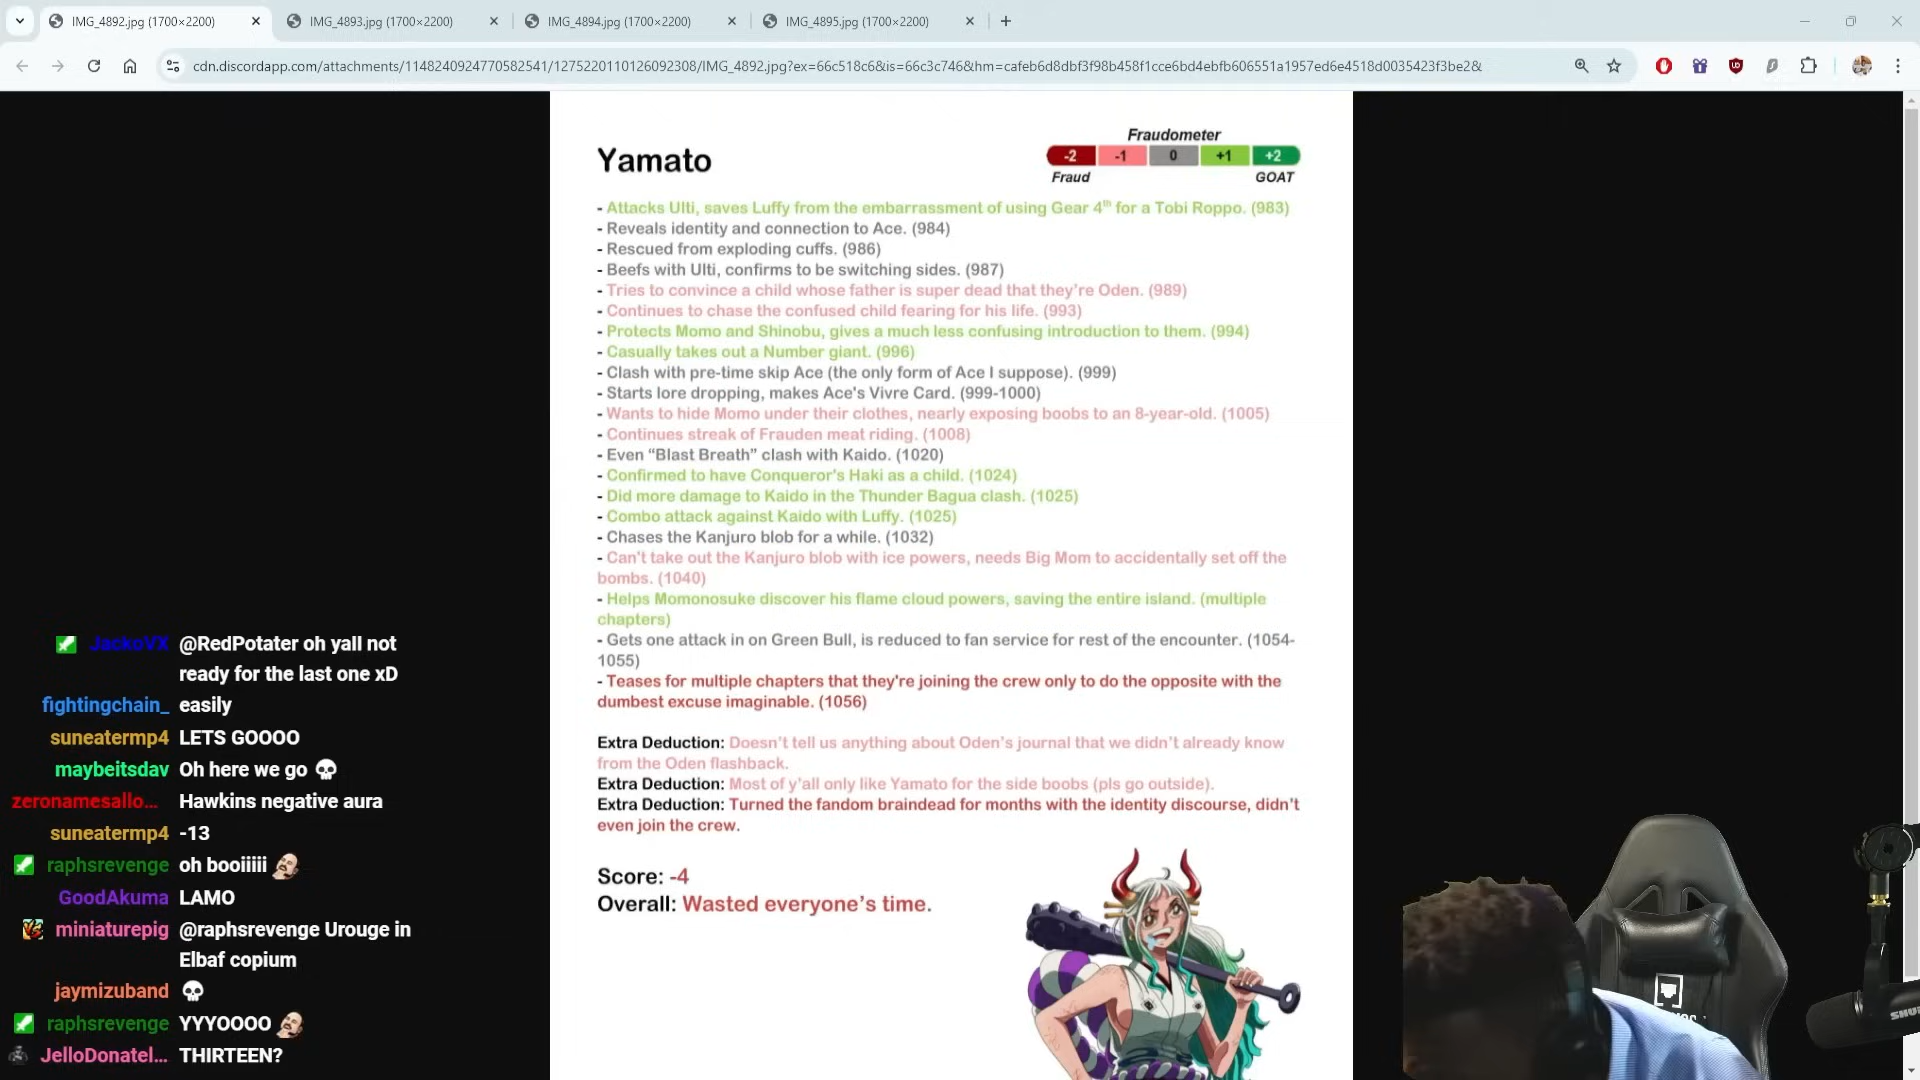 IMG_4892.jpg (1700×2200)
IMG_4893.jpg (1700×2200)
IMG_4894.jpg (1700×2200)
IMG_4895.jpg (1700×2200)
cdn.discordapp.com/attachments/1148240924770582541/1275220110126092308/IMG_4892.jpg?ex=66c518c6&is=66c3c746&hm=cafeb6d8dbf3f98b458f1cce6bd4ebfb606551a1957ed6e4518d0035423f3be2&
Fraudometer
-2 -1 0 +1 +2
Fraud GOAT
Yamato
- Attacks Ulti, saves Luffy from the embarrassment of using Gear 4th for a Tobi Roppo. (983)
- Reveals identity and connection to Ace. (984)
- Rescued from exploding cuffs. (986)
- Beefs with Ulti, confirms to be switching sides. (987)
- Tries to convince a child whose father is super dead that they're Oden. (989)
- Continues to chase the confused child fearing for his life. (993)
- Protects Momo and Shinobu, gives a much less confusing introduction to them. (994)
- Casually takes out a Number giant. (996)
- Clash with pre-time skip Ace (the only form of Ace I suppose). (999)
- Starts lore dropping, makes Ace's Vivre Card. (999-1000)
- Wants to hide Momo under their clothes, nearly exposing boobs to an 8-year-old. (1005)
- Continues streak of Frauden meat riding. (1008)
- Even “Blast Breath” clash with Kaido. (1020)
- Confirmed to have Conqueror's Haki as a child. (1024)
- Did more damage to Kaido in the Thunder Bagua clash. (1025)
- Combo attack against Kaido with Luffy. (1025)
- Chases the Kanjuro blob for a while. (1032)
- Can't take out the Kanjuro blob with ice powers, needs Big Mom to accidentally set off the
bombs. (1040)
- Helps Momonosuke discover his flame cloud powers, saving the entire island. (multiple
chapters)
- Gets one attack in on Green Bull, is reduced to fan service for rest of the encounter. (1054-
1055)
- Teases for multiple chapters that they're joining the crew only to do the opposite with the
dumbest excuse imaginable. (1056)
Extra Deduction: Doesn't tell us anything about Oden's journal that we didn't already know
from the Oden flashback.
Extra Deduction: Most of y'all only like Yamato for the side boobs (pls go outside).
Extra Deduction: Turned the fandom braindead for months with the identity discourse, didn't
even join the crew.
Score: -4
Overall: Wasted everyone's time.
JackoVX @RedPotater oh yall not
ready for the last one xD
fightingchain_ easily
suneatermp4 LETS GOOOO
maybeitsdav Oh here we go 💀
zeronamesallo... Hawkins negative aura
suneatermp4 -13
raphsrevenge oh booiiiii
GoodAkuma LAMO
miniaturepig @raphsrevenge Urouge in
Elbaf copium
jaymizuband 💀
raphsrevenge YYYOOOO
JelloDonatel... THIRTEEN?